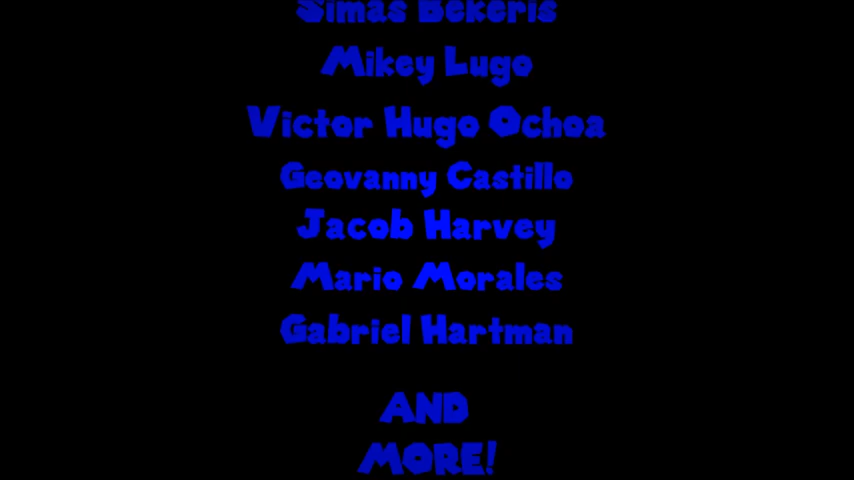 Simas Bekeris
Mikey Lugo
Victor Hugo Ochoa
Geovanny Castillo
Jacob Harvey
Mario Morales
Gabriel Hartman
AND
MORE!